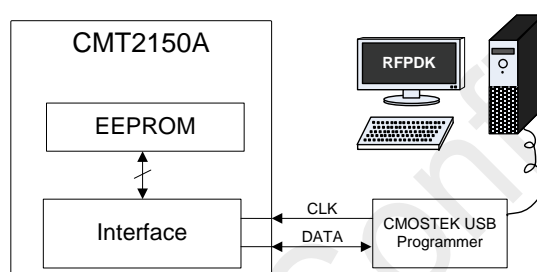 CMT2150A
RFPDK
EEPROM
Interface
CLK
DATA
CMOSTEK USB
Programmer